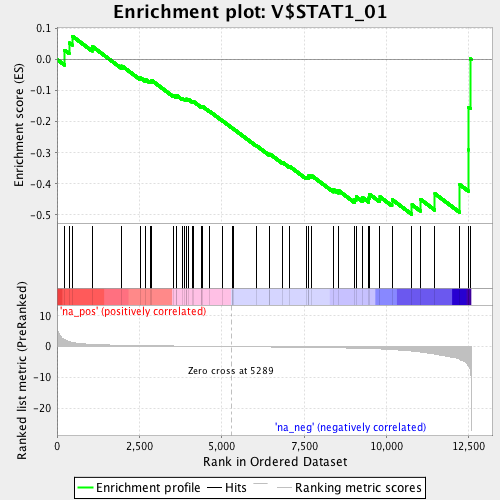 Enrichment plot: V$STAT1_01
Enrichment score (ES)
0.1
0.0
-0.1
-0.2
-0.3
-0.4
-0.5
'na_pos' (positively correlated)
Ranked list metric (PreRanked)
10
5
0
-5
-10
-20
Zero cross at 5289
'na_neg' (negatively correlated)
0
2,500
5,000
7,500
10,000
12,500
Rank in Ordered Dataset
Enrichment profile
Hits
Ranking metric scores